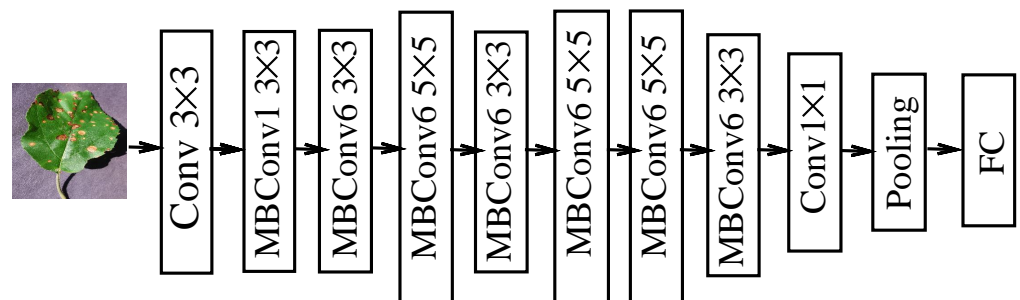 Conv 3×3
MBConv1 3×3
MBConv6 3×3
MBConv6 5×5
MBConv6 3×3
MBConv6 5×5
MBConv6 5×5
MBConv6 3×3
Conv1×1
Pooling
FC